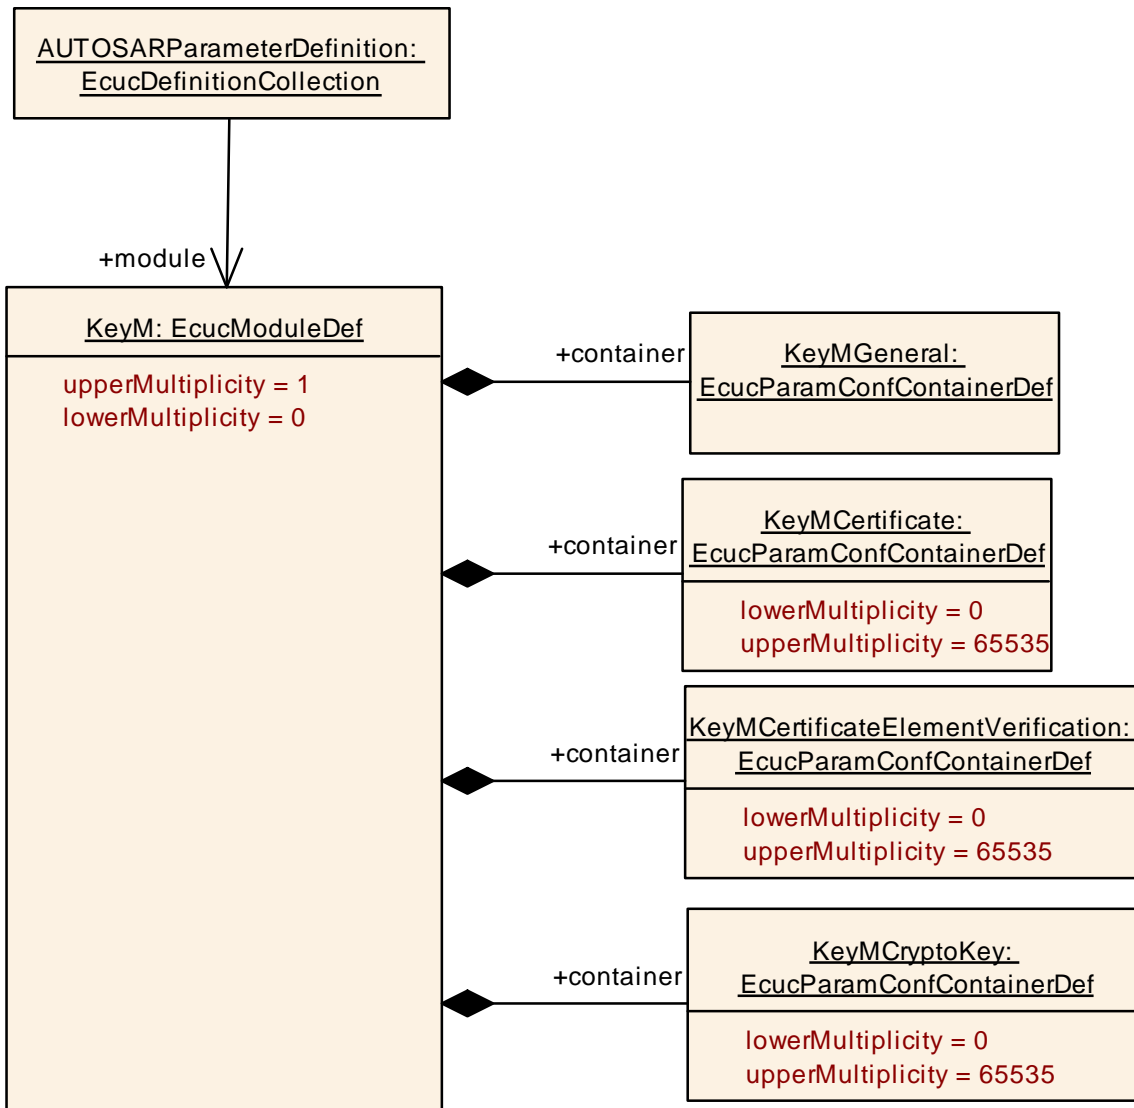 AUTOSARParameterDefinition:
EcucDefinitionCollection
+module
KeyM: EcucModuleDef
upperMultiplicity = 1
lowerMultiplicity = 0
+container
KeyMGeneral:
EcucParamConfContainerDef
+container
KeyMCertificate:
EcucParamConfContainerDef
lowerMultiplicity = 0
upperMultiplicity = 65535
+container
KeyMCertificateElementVerification:
EcucParamConfContainerDef
lowerMultiplicity = 0
upperMultiplicity = 65535
+container
KeyMCryptoKey:
EcucParamConfContainerDef
lowerMultiplicity = 0
upperMultiplicity = 65535